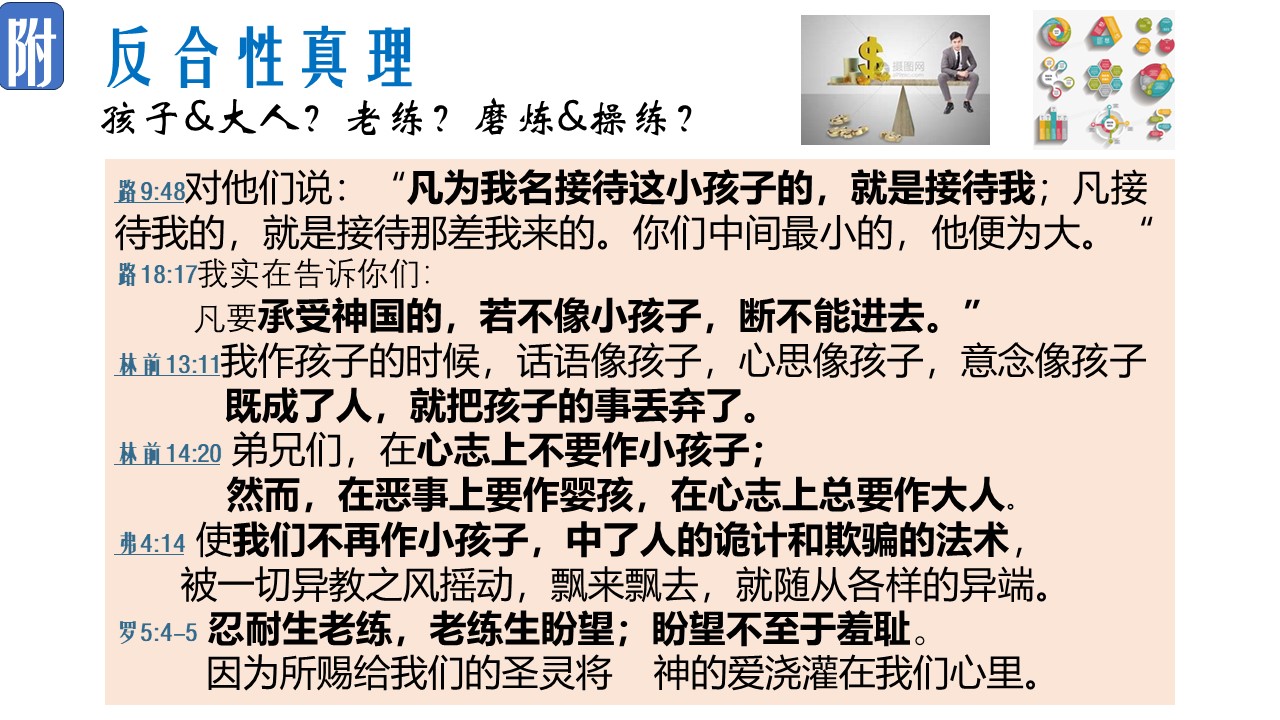 附
反合性真理
孩子&大人？老练？磨炼&操练？
摄图网
路9:48对他们说：“凡为我名接待这小孩子的，就是接待我；凡接
待我的，就是接待那差我来的。你们中间最小的，他便为大。“
路18:17我实在告诉你们：
凡要承受神国的，若不像小孩子，断不能进去。”
林前13:11我作孩子的时候，话语像孩子，心思像孩子，意念像孩子
既成了人，就把孩子的事丢弃了。
林前14:20 弟兄们，在心志上不要作小孩子；
然而，在恶事上要作婴孩，在心志上总要作大人。
弗4:14 使我们不再作小孩子，中了人的诡计和欺骗的法术，
被一切异教之风摇动，飘来飘去，就随从各样的异端。
罗5:4-5 忍耐生老练，老练生盼望；盼望不至于羞耻。
因为所赐给我们的圣灵将　神的爱浇灌在我们心里。